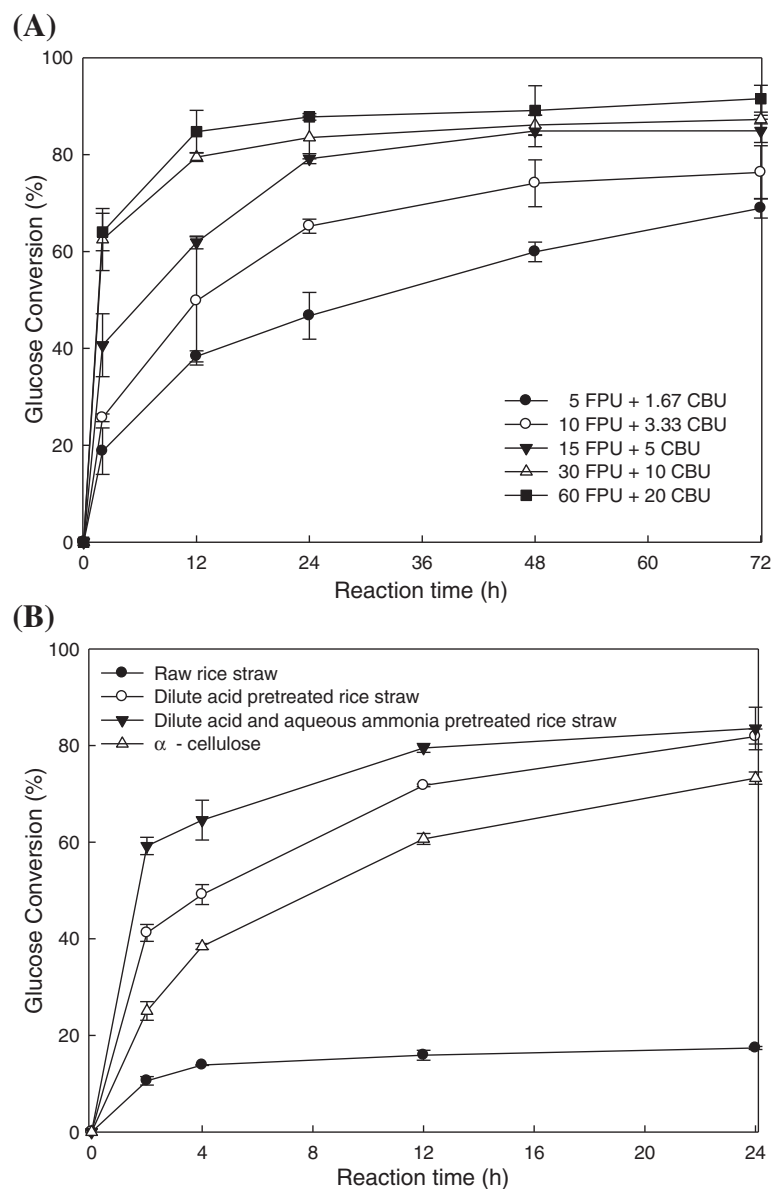 (A)
100
80
60
40
20
0
Glucose Conversion (%)
5 FPU + 1.67 CBU
10 FPU + 3.33 CBU
15 FPU + 5 CBU
30 FPU + 10 CBU
60 FPU + 20 CBU
0 12 24 36 48 60 72
Reaction time (h)
(B)
100
80
60
40
20
0
Glucose Conversion (%)
Raw rice straw
Dilute acid pretreated rice straw
Dilute acid and aqueous ammonia pretreated rice straw
α - cellulose
0 4 8 12 16 20 24
Reaction time (h)